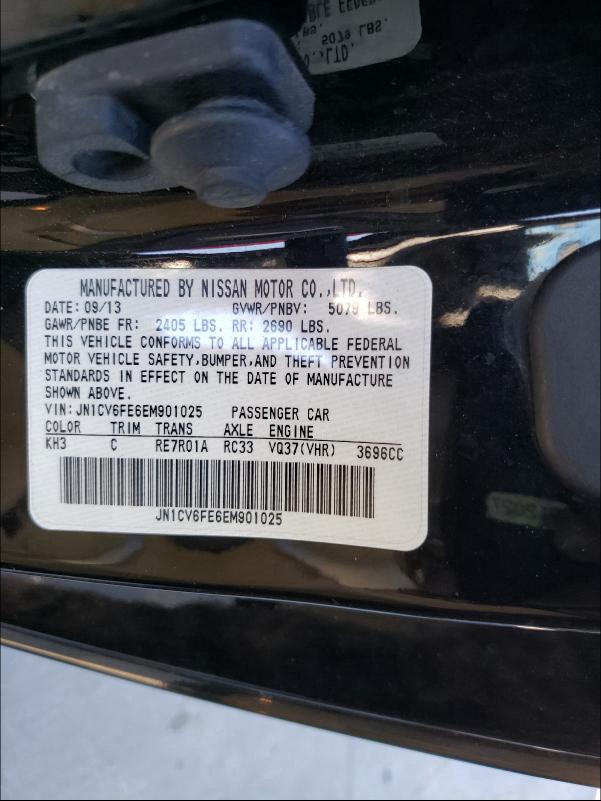 MANUFACTURED BY NISSAN MOTOR CO.,LTD.
DATE: 09/13 GVWR/PNBV: 5079 LBS.
GAWR/PNBE FR: 2405 LBS. RR: 2690 LBS.
THIS VEHICLE CONFORMS TO ALL APPLICABLE FEDERAL
MOTOR VEHICLE SAFETY,BUMPER,AND THEFT PREVENTION
STANDARDS IN EFFECT ON THE DATE OF MANUFACTURE
SHOWN ABOVE.
VIN:JN1CV6FE6EM901025 PASSENGER CAR
COLOR TRIM TRANS AXLE ENGINE
KH3 C RE7R01A RC33 VQ37(VHR) 3696CC
JN1CV6FE6EM901025